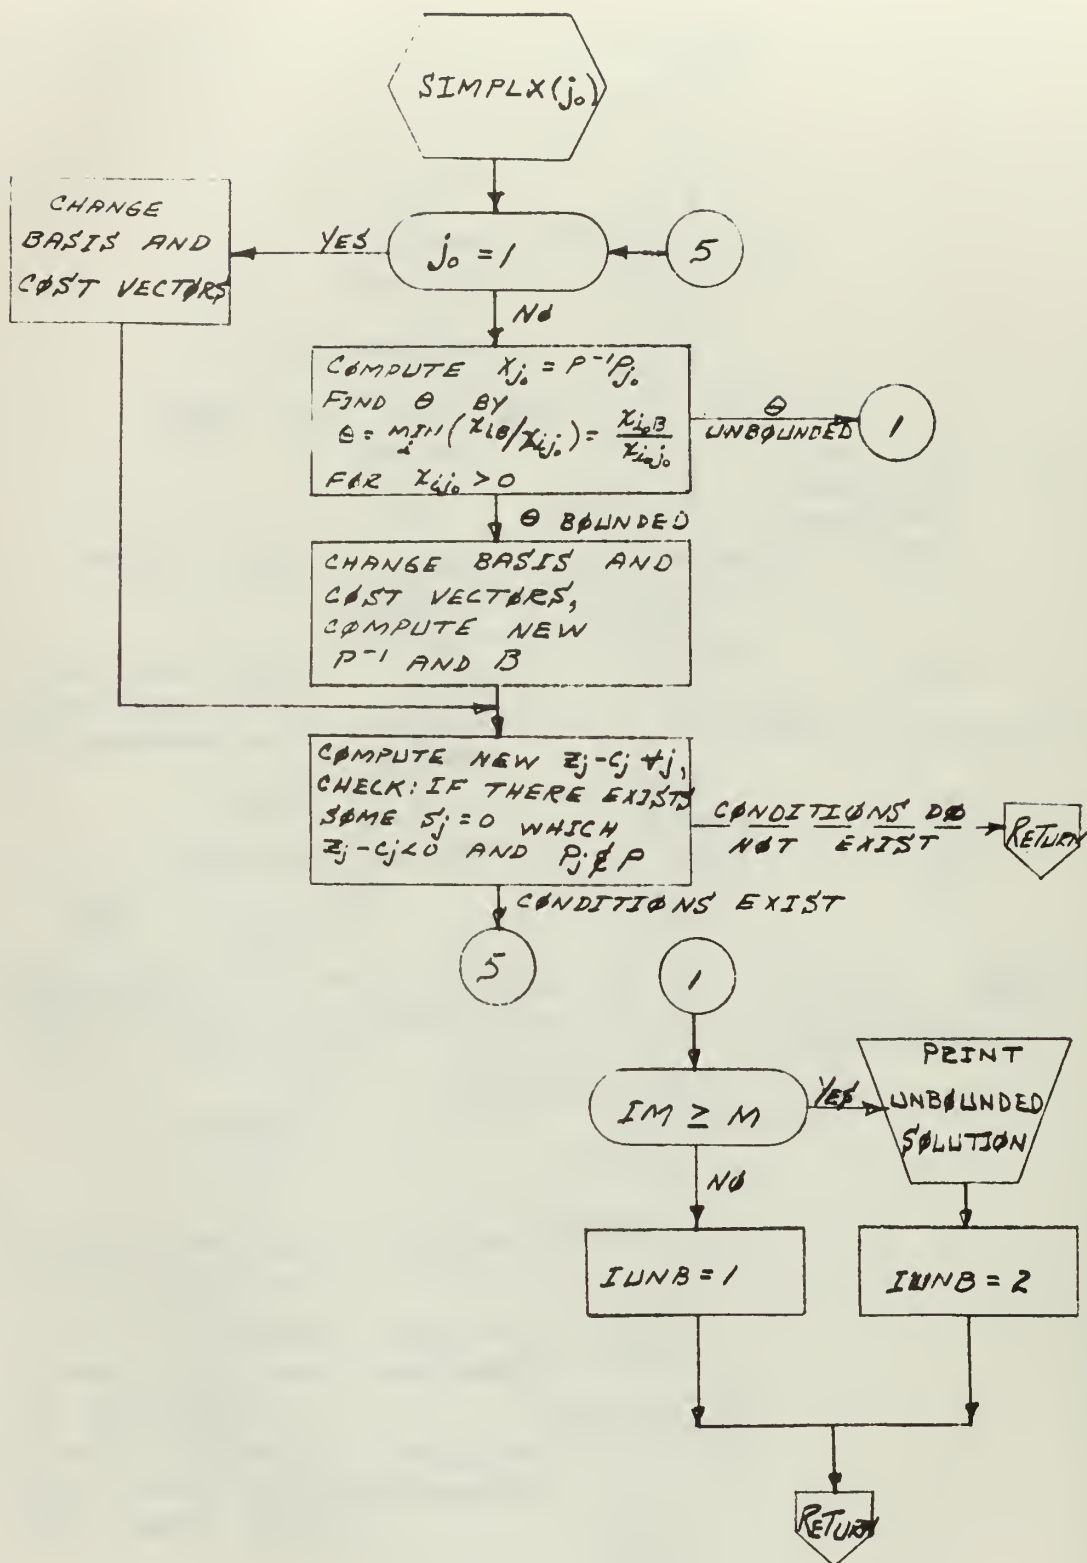 SIMPLX(j₀)
CHANGE
BASIS AND
CØST VECTØRS
YES
j₀ = 1
5
NØ
CØMPUTE X_j₀ = P⁻¹P_j₀
FIND Θ BY
Θ = MIN_i (x_iB/x_ij₀) = x_i₀B / x_i₀j₀
FØR x_ij₀ > 0
Θ
UNBØUNDED
1
Θ BØUNDED
CHANGE BASIS AND
CØST VECTØRS,
CØMPUTE NEW
P⁻¹ AND B
CØMPUTE NEW Z_j-C_j ∀j,
CHECK: IF THERE EXISTS
SØME S_j = 0 WHICH
Z_j-C_j<0 AND P_j∉P
CØNDITIØNS DØ
NØT EXIST
RETURN
CØNDITIØNS EXIST
5
1
IM ≥ M
YES
PRINT
UNBØUNDED
SØLUTIØN
NØ
IUNB = 1
IUNB = 2
RETURN